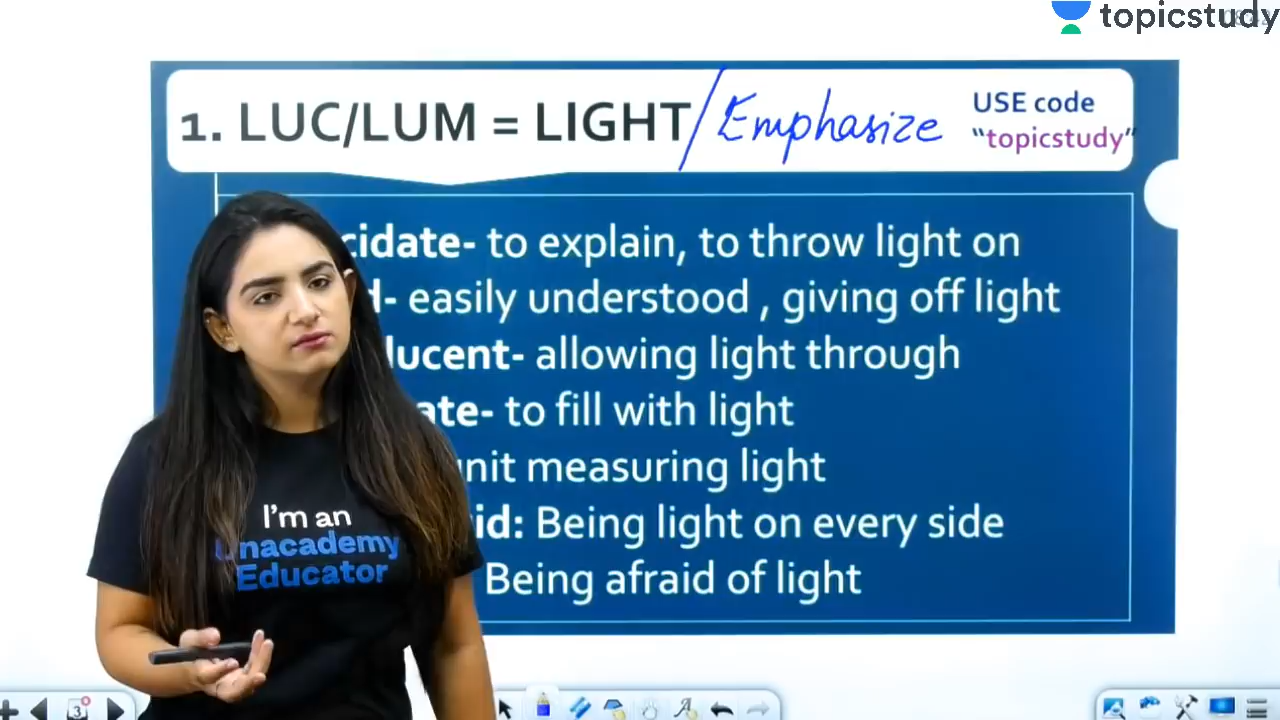 topicstudy
1. LUC/LUM = LIGHT/Emphasize
USE code
"topicstudy"
cidate- to explain, to throw light on
d- easily understood , giving off light
lucent- allowing light through
ate- to fill with light
unit measuring light
id: Being light on every side
Being afraid of light
I'm an
Unacademy
Educator
3